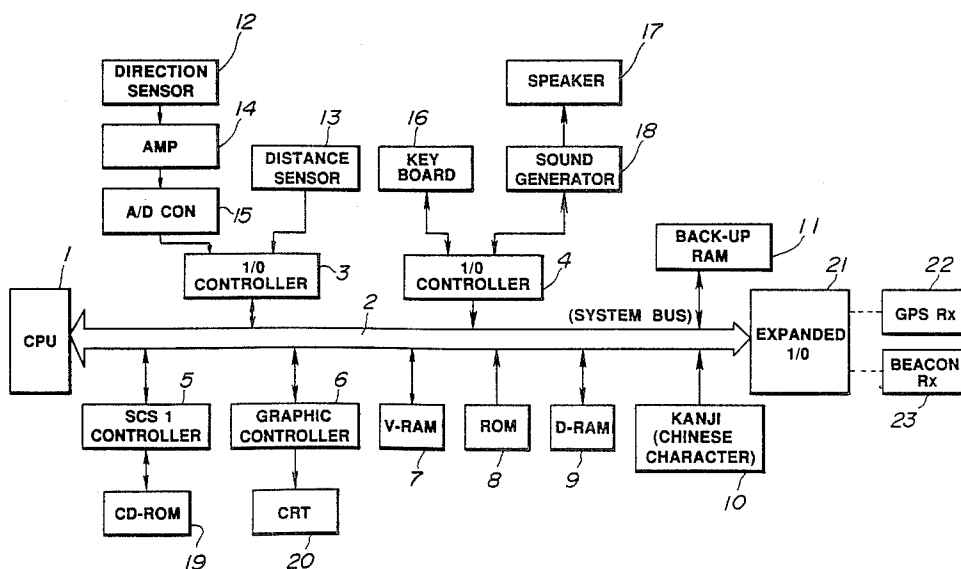 12
DIRECTION
SENSOR
14
AMP
15
A/D CON
13
DISTANCE
SENSOR
1/0
CONTROLLER
3
17
SPEAKER
16
KEY
BOARD
18
SOUND
GENERATOR
1/0
CONTROLLER
4
BACK-UP
RAM
11
1
CPU
2
(SYSTEM BUS)
21
EXPANDED
1/0
22
GPS Rx
BEACON
Rx
23
5
SCS 1
CONTROLLER
6
GRAPHIC
CONTROLLER
V-RAM
7
ROM
8
D-RAM
9
KANJI
(CHINESE
CHARACTER)
10
CD-ROM
19
CRT
20